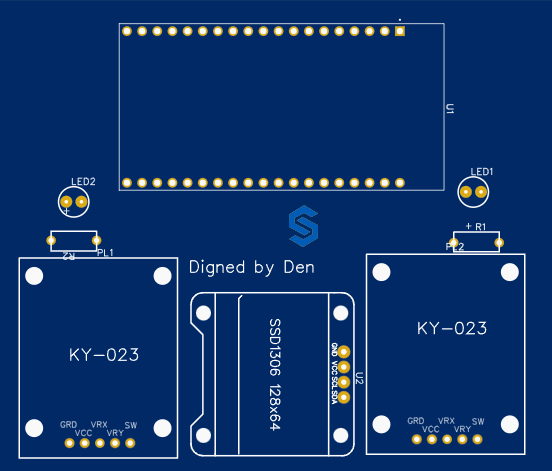 U1
LED2
LED1
+
+ R1
R2
PL1
PL2
Digned by Den
KY-023
SSD1306 128x64
GND
VCC
SCL
SDA
U2
KY-023
GRD VCC VRX VRY SW
GRD VCC VRX VRY SW